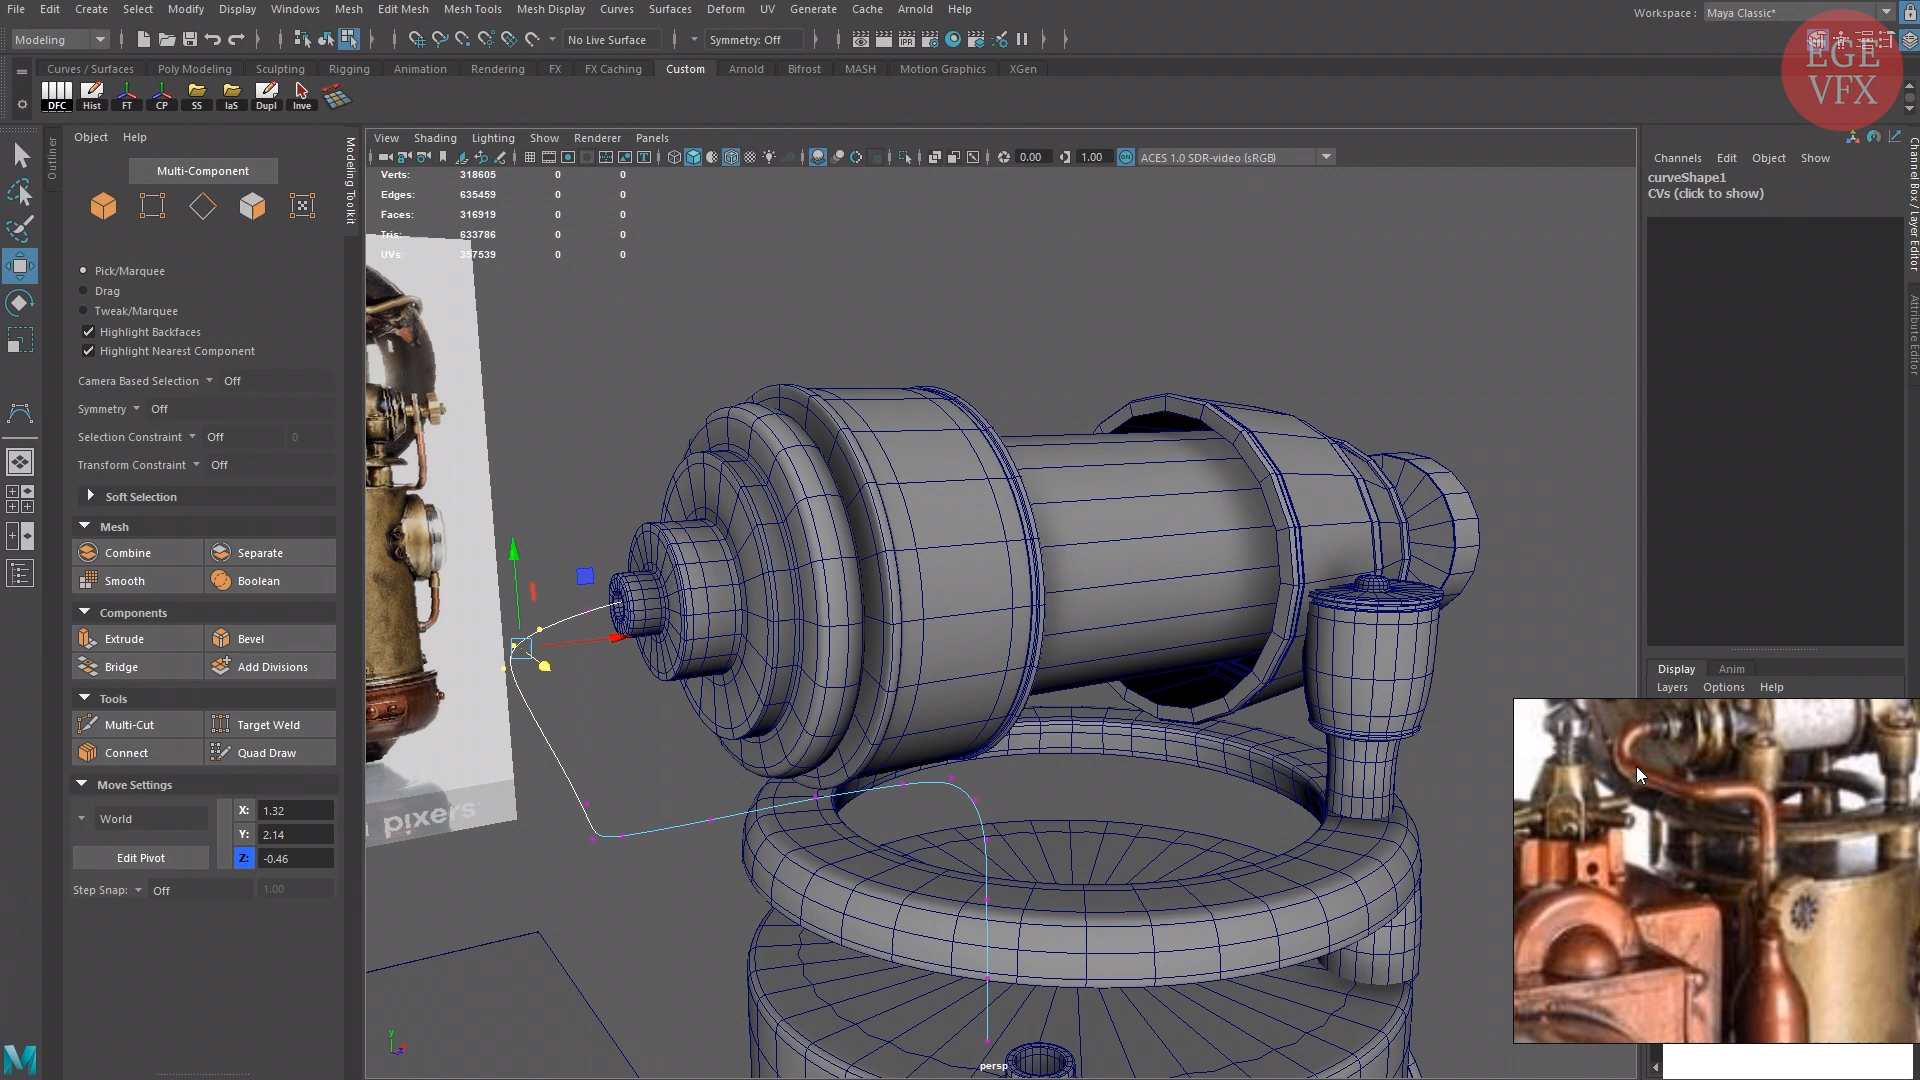 File Edit Create Select Modify Display Windows Mesh Edit Mesh Mesh Tools Mesh Display Curves Surfaces Deform UV Generate Cache Arnold Help
Workspace : Maya Classic*
Modeling No Live Surface Symmetry: Off
Curves / Surfaces Poly Modeling Sculpting Rigging Animation Rendering FX FX Caching Custom Arnold Bifrost MASH Motion Graphics XGen
EGE
VFX
DFC Hist FT CP SS IaS Dupl Inve
IPR
Object Help
Outliner
Modeling Toolkit
Multi-Component
Pick/Marquee
Drag
Tweak/Marquee
Highlight Backfaces
Highlight Nearest Component
Camera Based Selection Off
Symmetry Off
Selection Constraint Off 0
Transform Constraint Off
Soft Selection
Mesh
Combine Separate
Smooth Boolean
Components
Extrude Bevel
Bridge Add Divisions
Tools
Multi-Cut Target Weld
Connect Quad Draw
Move Settings
World X: 1.32
Y: 2.14
Edit Pivot Z: -0.46
Step Snap: Off 1.00
View Shading Lighting Show Renderer Panels
0.00 1.00 ACES 1.0 SDR-video (sRGB)
Verts: 318605 0 0
Edges: 635459 0 0
Faces: 316919 0 0
Tris: 633786 0 0
UVs: 357539 0 0
pixers
y
persp
Channels Edit Object Show
curveShape1
CVs (click to show)
Channel Box / Layer Editor
Attribute Editor
Display Anim
Layers Options Help